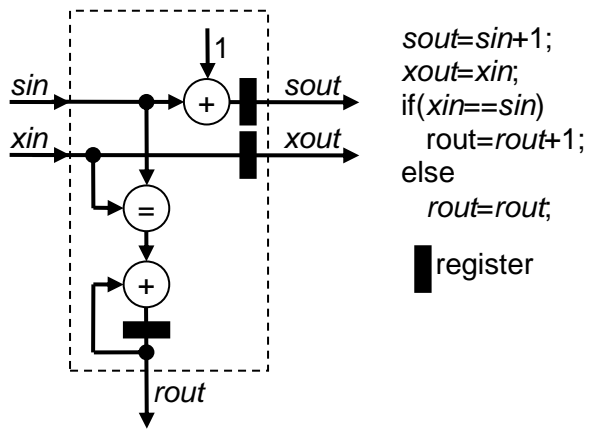 1
sin
+
sout
xin
xout
=
+
rout
sout=sin+1;
xout=xin;
if(xin==sin)
rout=rout+1;
else
rout=rout;
register